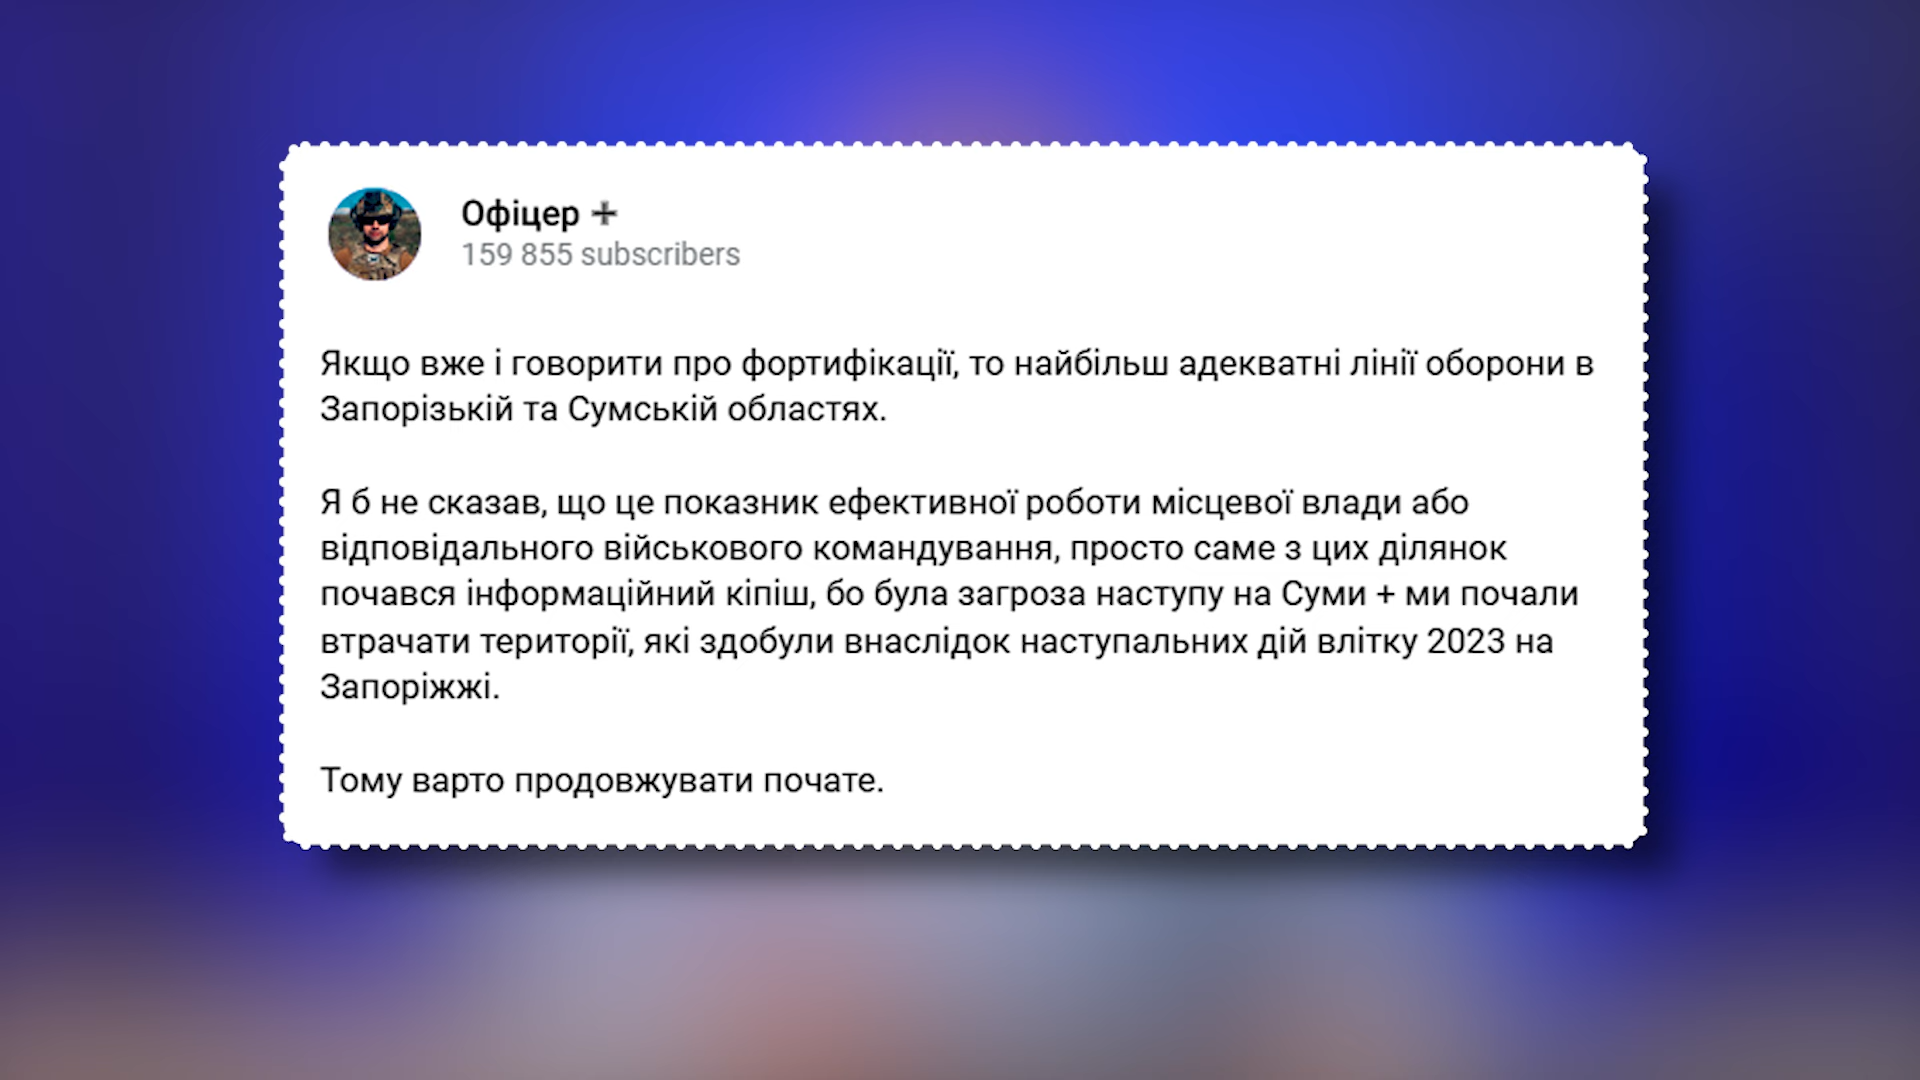 Офіцер +
159 855 subscribers
Якщо вже і говорити про фортифікації, то найбільш адекватні лінії оборони в
Запорізькій та Сумській областях.
Я б не сказав, що це показник ефективної роботи місцевої влади або
відповідального військового командування, просто саме з цих ділянок
почався інформаційний кіпіш, бо була загроза наступу на Суми + ми почали
втрачати території, які здобули внаслідок наступальних дій влітку 2023 на
Запоріжжі.
Тому варто продовжувати почате.